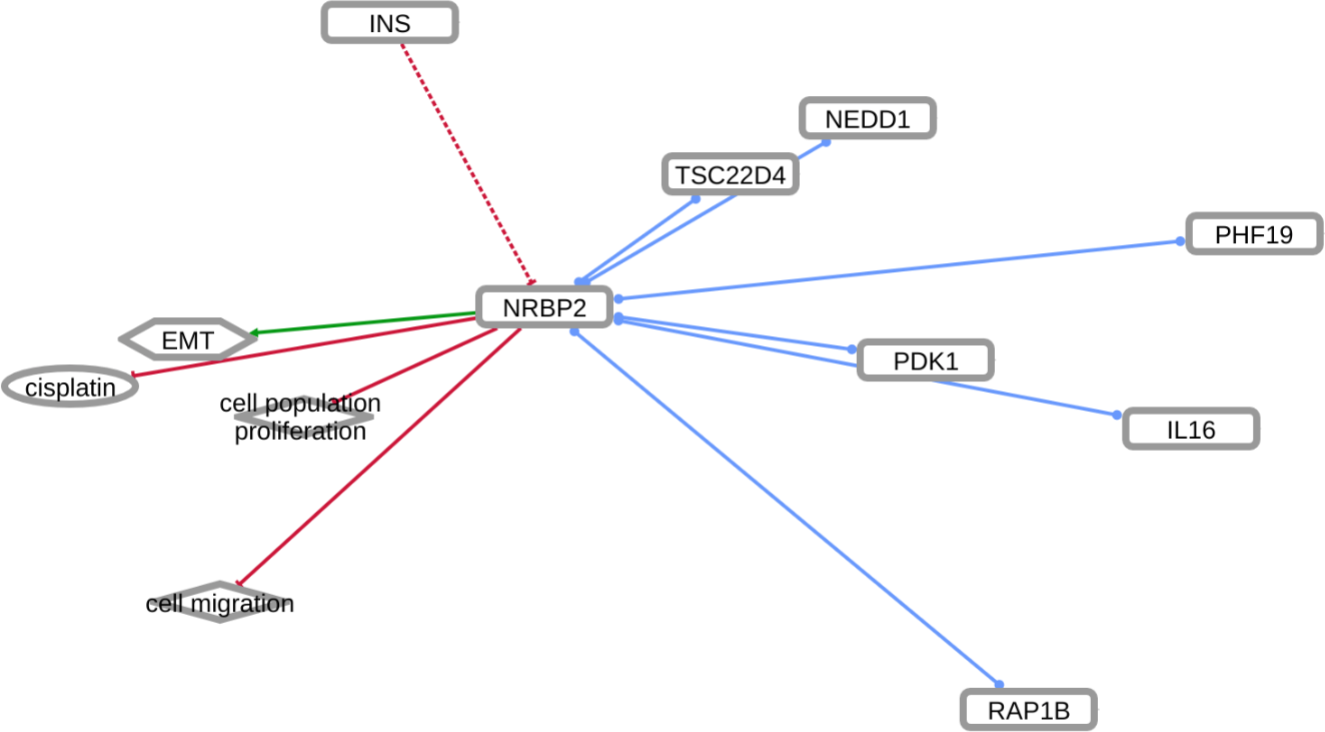 INS
NEDD1
TSC22D4
PHF19
NRBP2
EMT
PDK1
cisplatin
cell population
proliferation
IL16
cell migration
RAP1B